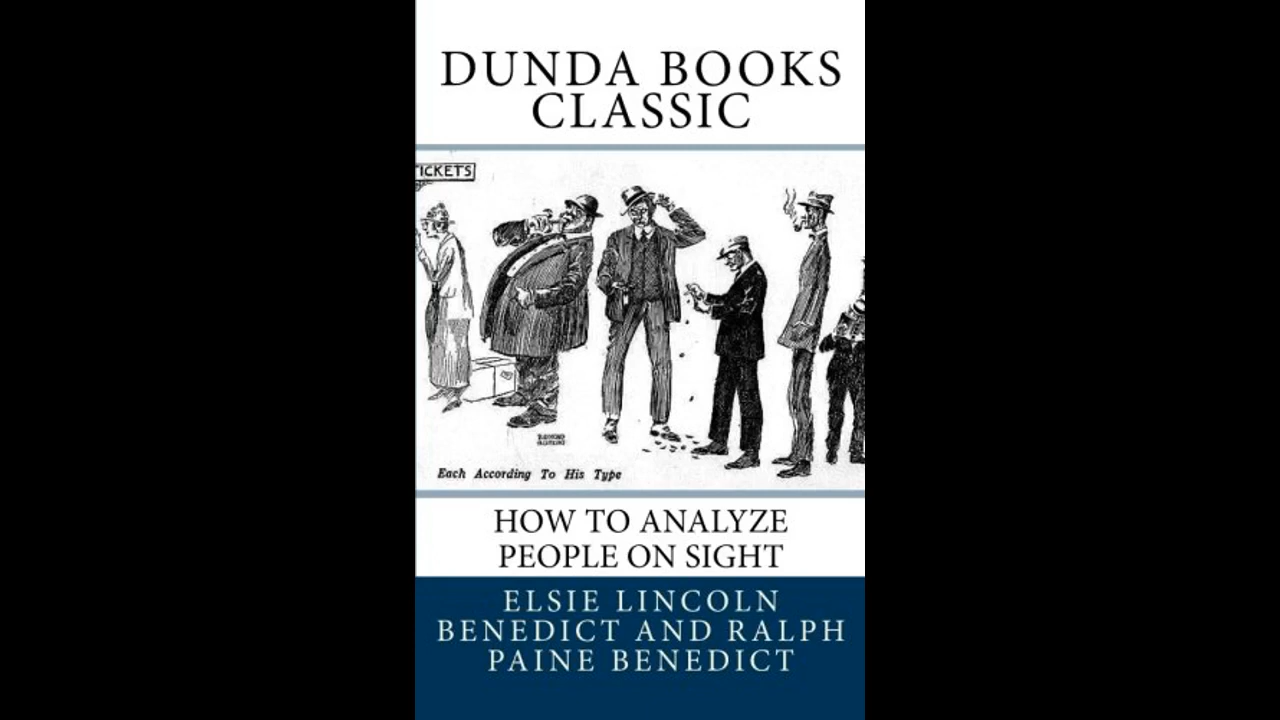 DUNDA BOOKS
CLASSIC
TICKETS
Each According To His Type
HOW TO ANALYZE
PEOPLE ON SIGHT
ELSIE LINCOLN
BENEDICT AND RALPH
PAINE BENEDICT